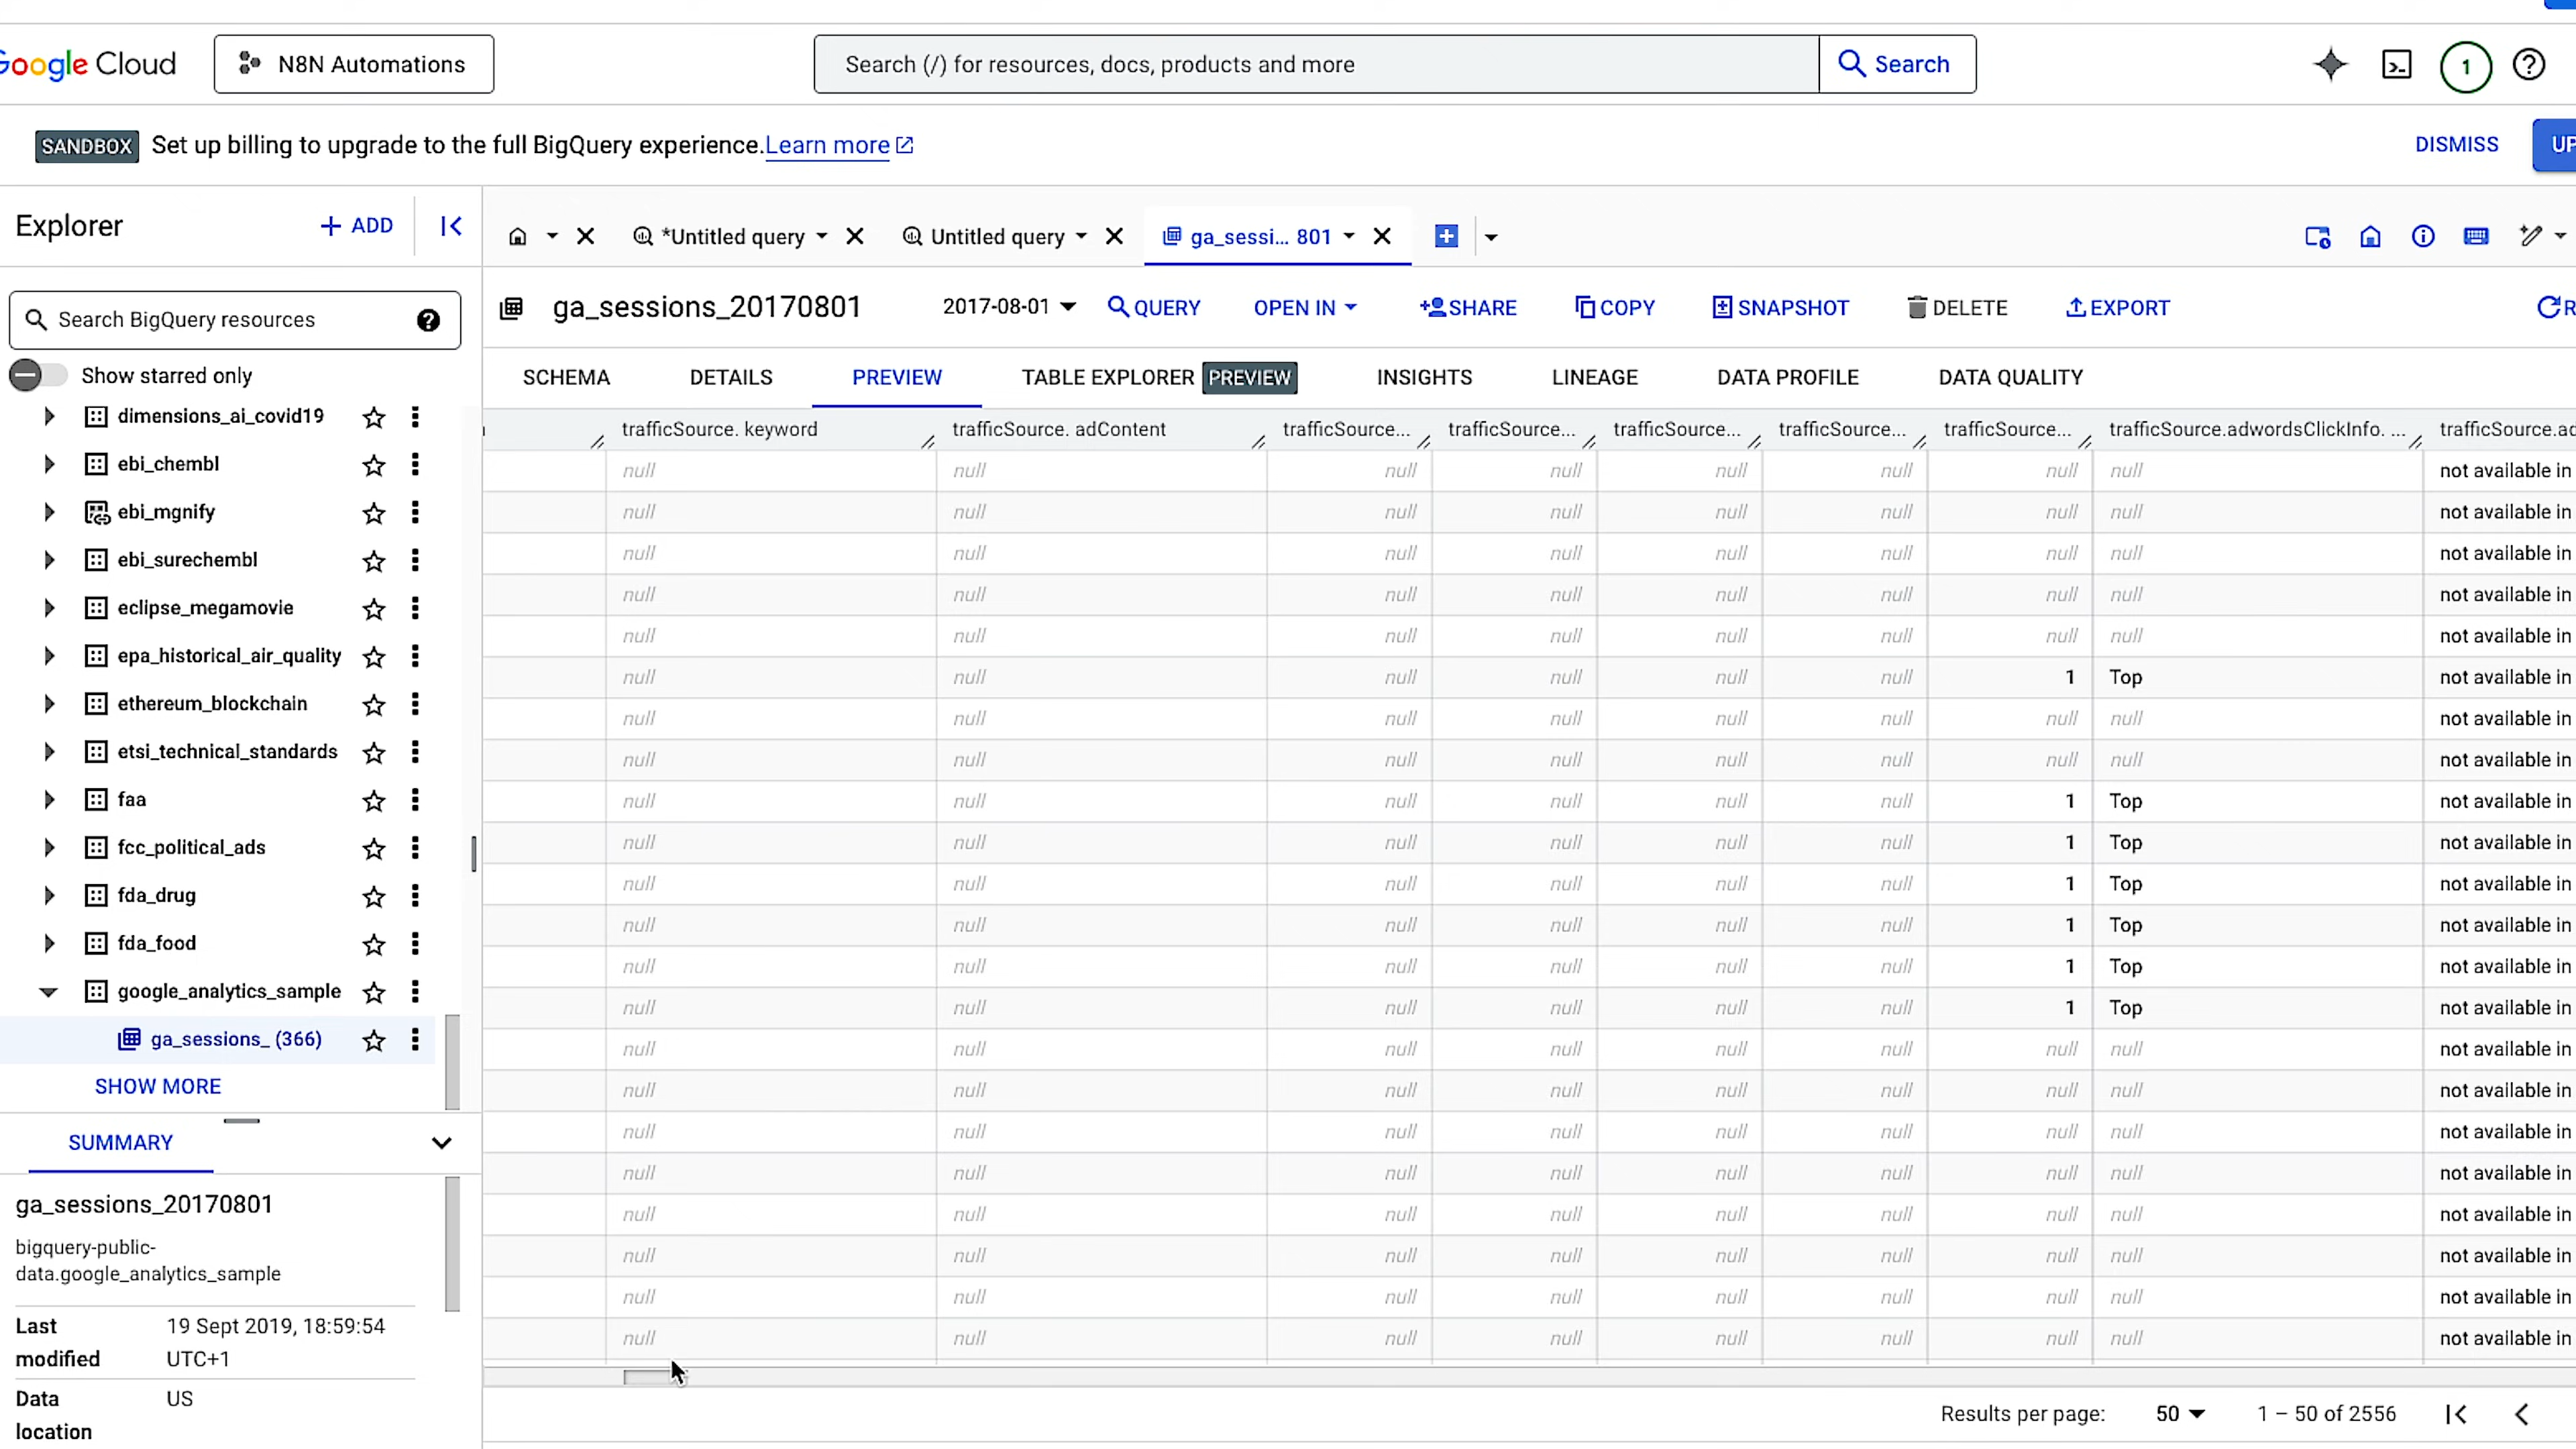 Google Cloud N8N Automations Search (/) for resources, docs, products and more Search 1
SANDBOX Set up billing to upgrade to the full BigQuery experience. Learn more DISMISS UP
Explorer + ADD *Untitled query Untitled query ga_sessi... 801
Search BigQuery resources
Show starred only
dimensions_ai_covid19
ebi_chembl
ebi_mgnify
ebi_surechembl
eclipse_megamovie
epa_historical_air_quality
ethereum_blockchain
etsi_technical_standards
faa
fcc_political_ads
fda_drug
fda_food
google_analytics_sample
ga_sessions_ (366)
SHOW MORE
SUMMARY
ga_sessions_20170801
bigquery-public-
data.google_analytics_sample
Last 19 Sept 2019, 18:59:54
modified UTC+1
Data US
location
ga_sessions_20170801 2017-08-01 QUERY OPEN IN SHARE COPY SNAPSHOT DELETE EXPORT R
SCHEMA DETAILS PREVIEW TABLE EXPLORER PREVIEW INSIGHTS LINEAGE DATA PROFILE DATA QUALITY
trafficSource. keyword trafficSource. adContent trafficSource... trafficSource... trafficSource... trafficSource... trafficSource... trafficSource.adwordsClickInfo. ... trafficSource.ad
null null null null null null null null not available in
null null null null null null null null not available in
null null null null null null null null not available in
null null null null null null null null not available in
null null null null null null null null not available in
null null null null null null 1 Top not available in
null null null null null null null null not available in
null null null null null null null null not available in
null null null null null null 1 Top not available in
null null null null null null 1 Top not available in
null null null null null null 1 Top not available in
null null null null null null 1 Top not available in
null null null null null null 1 Top not available in
null null null null null null 1 Top not available in
null null null null null null null null not available in
null null null null null null null null not available in
null null null null null null null null not available in
null null null null null null null null not available in
null null null null null null null null not available in
null null null null null null null null not available in
null null null null null null null null not available in
null null null null null null null null not available in
Results per page: 50 1 – 50 of 2556